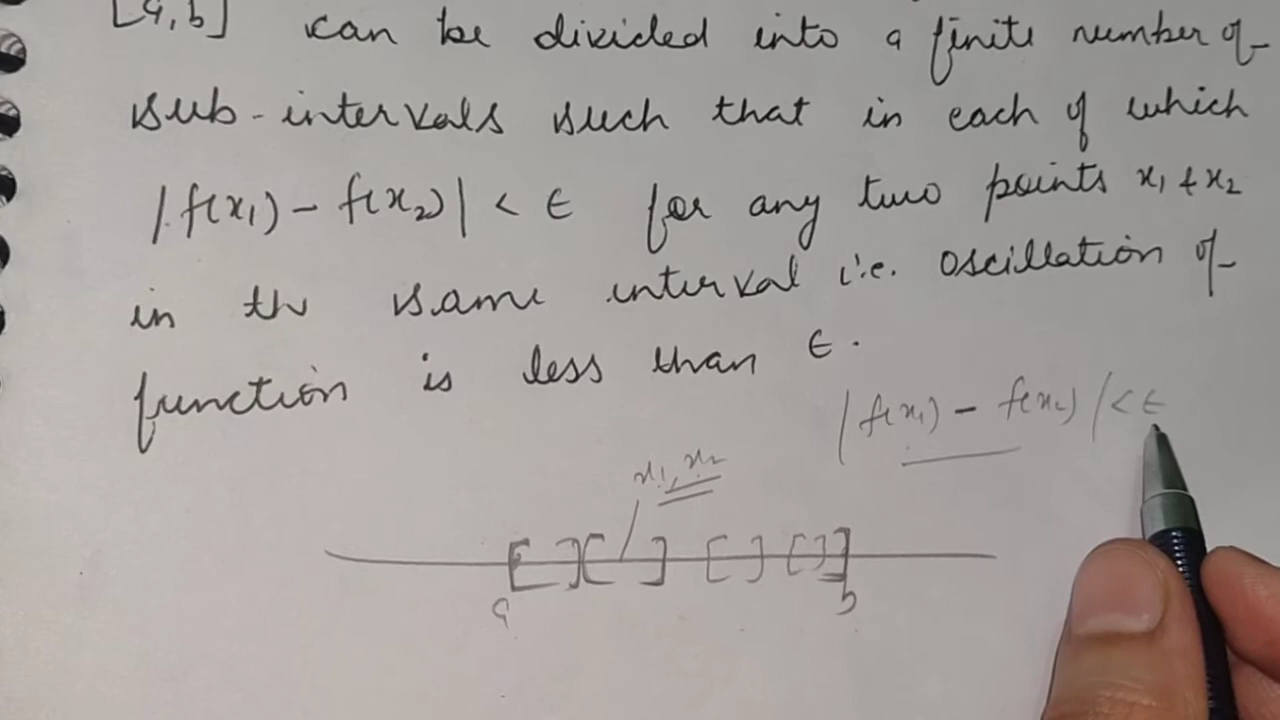 [a,b] can be divided into a finite number of
sub-intervals such that in each of which
|f(x₁) - f(x₂)| < ϵ for any two points x₁ & x₂
in th same interval i.e. oscillation of
function is less than ϵ.
|f(x₁) - f(x₂)| < ϵ
x₁, x₂
[ ] [ ] [ ] [ ] ]
a b